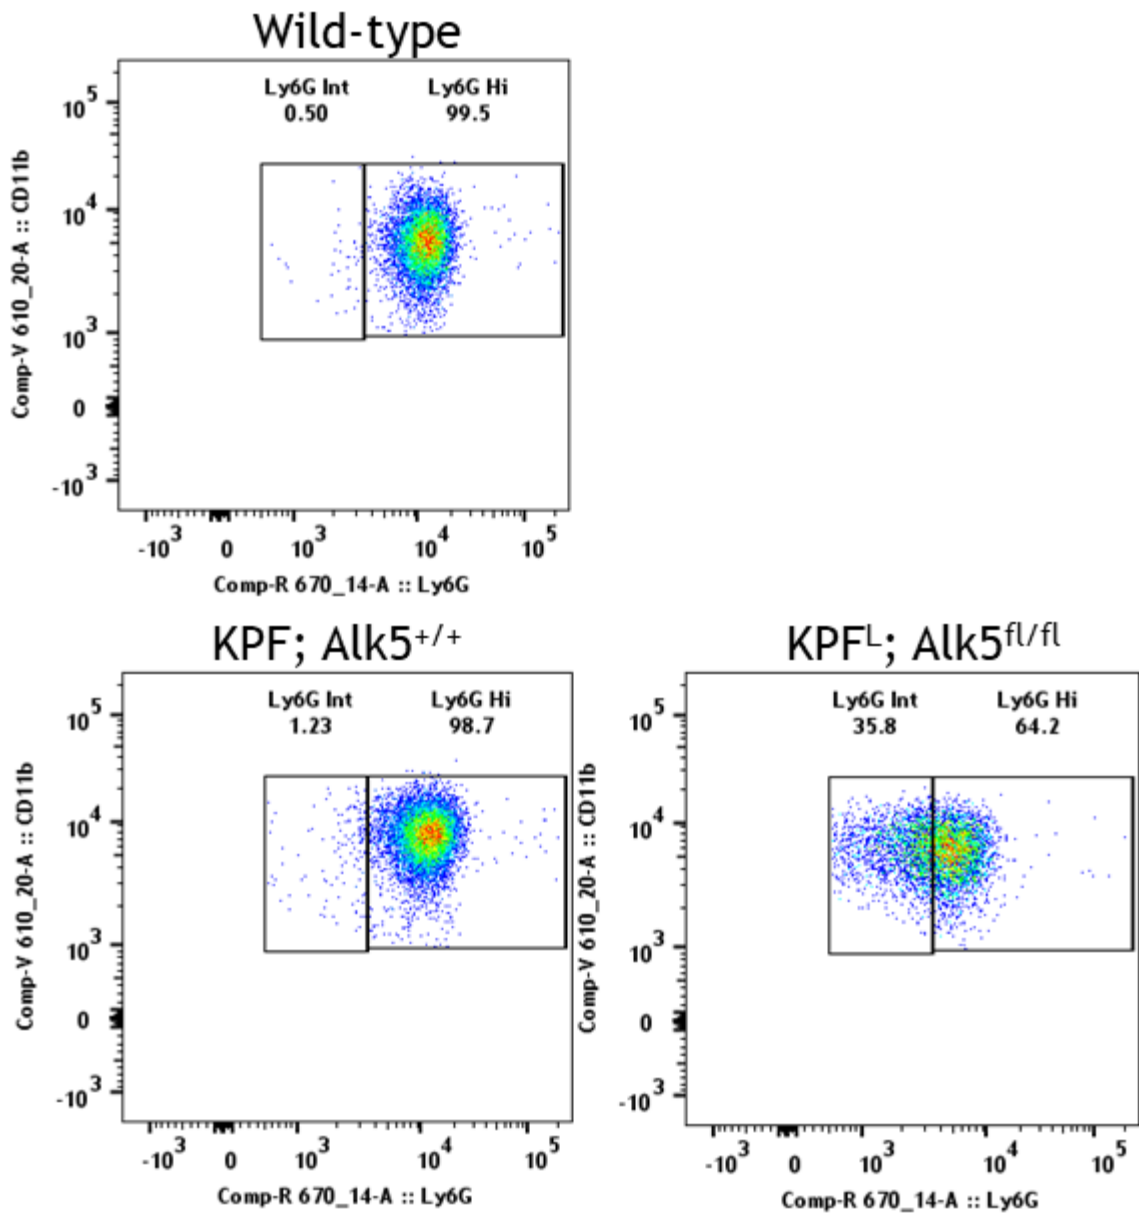 Wild-type
Ly6G Int Ly6G Hi
0.50 99.5
10^5
10^4
10^3
0
-10^3
Comp-V 610_20-A :: CD11b
-10^3 0 10^3 10^4 10^5
Comp-R 670_14-A :: Ly6G
KPF; Alk5^+/+
Ly6G Int Ly6G Hi
1.23 98.7
10^5
10^4
10^3
0
-10^3
Comp-V 610_20-A :: CD11b
-10^3 0 10^3 10^4 10^5
Comp-R 670_14-A :: Ly6G
KPF^L; Alk5^fl/fl
Ly6G Int Ly6G Hi
35.8 64.2
10^5
10^4
10^3
0
-10^3
Comp-V 610_20-A :: CD11b
-10^3 0 10^3 10^4 10^5
Comp-R 670_14-A :: Ly6G